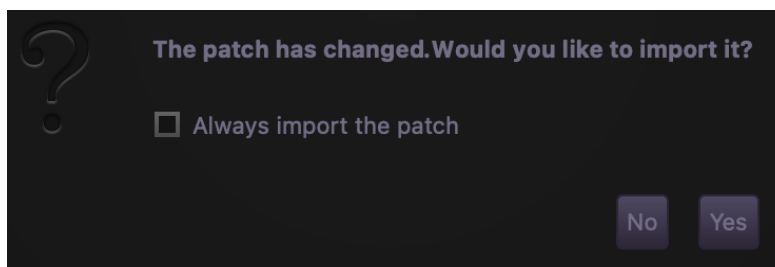 The patch has changed.Would you like to import it?
Always import the patch
No Yes